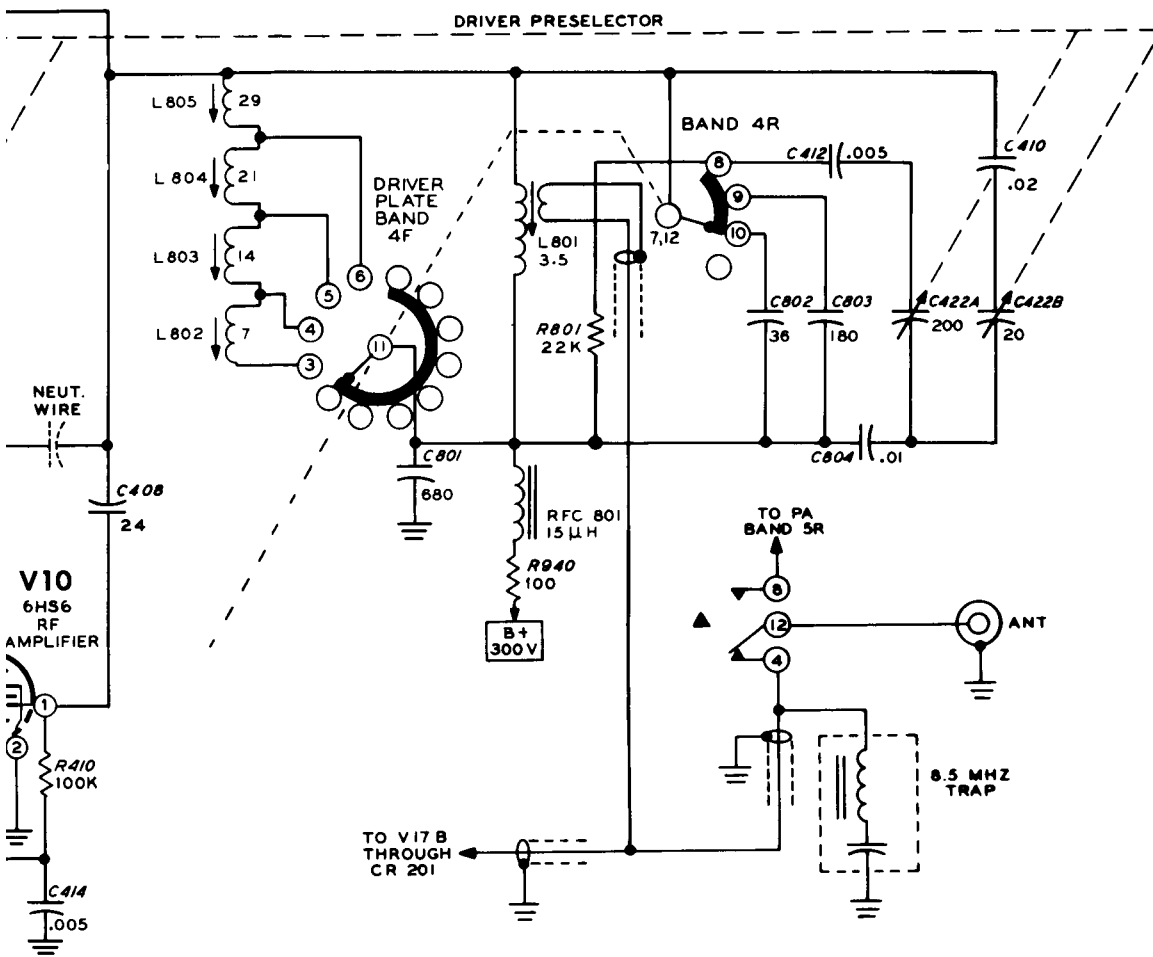 DRIVER PRESELECTOR
L805
29
L804
21
L803
14
L802
7
DRIVER
PLATE
BAND
4F
6
5
4
3
11
BAND 4R
8
9
10
7,12
C412
.005
C410
.02
L801
3.5
R801
22K
C802
36
C803
180
C422A
200
C422B
20
NEUT.
WIRE
C801
680
C804
.01
C408
24
RFC 801
15μH
R940
100
B+
300V
TO PA
BAND 5R
8
12
4
ANT
V10
6HS6
RF
AMPLIFIER
1
2
R410
100K
8.5 MHZ
TRAP
TO V17B
THROUGH
CR 201
C414
.005